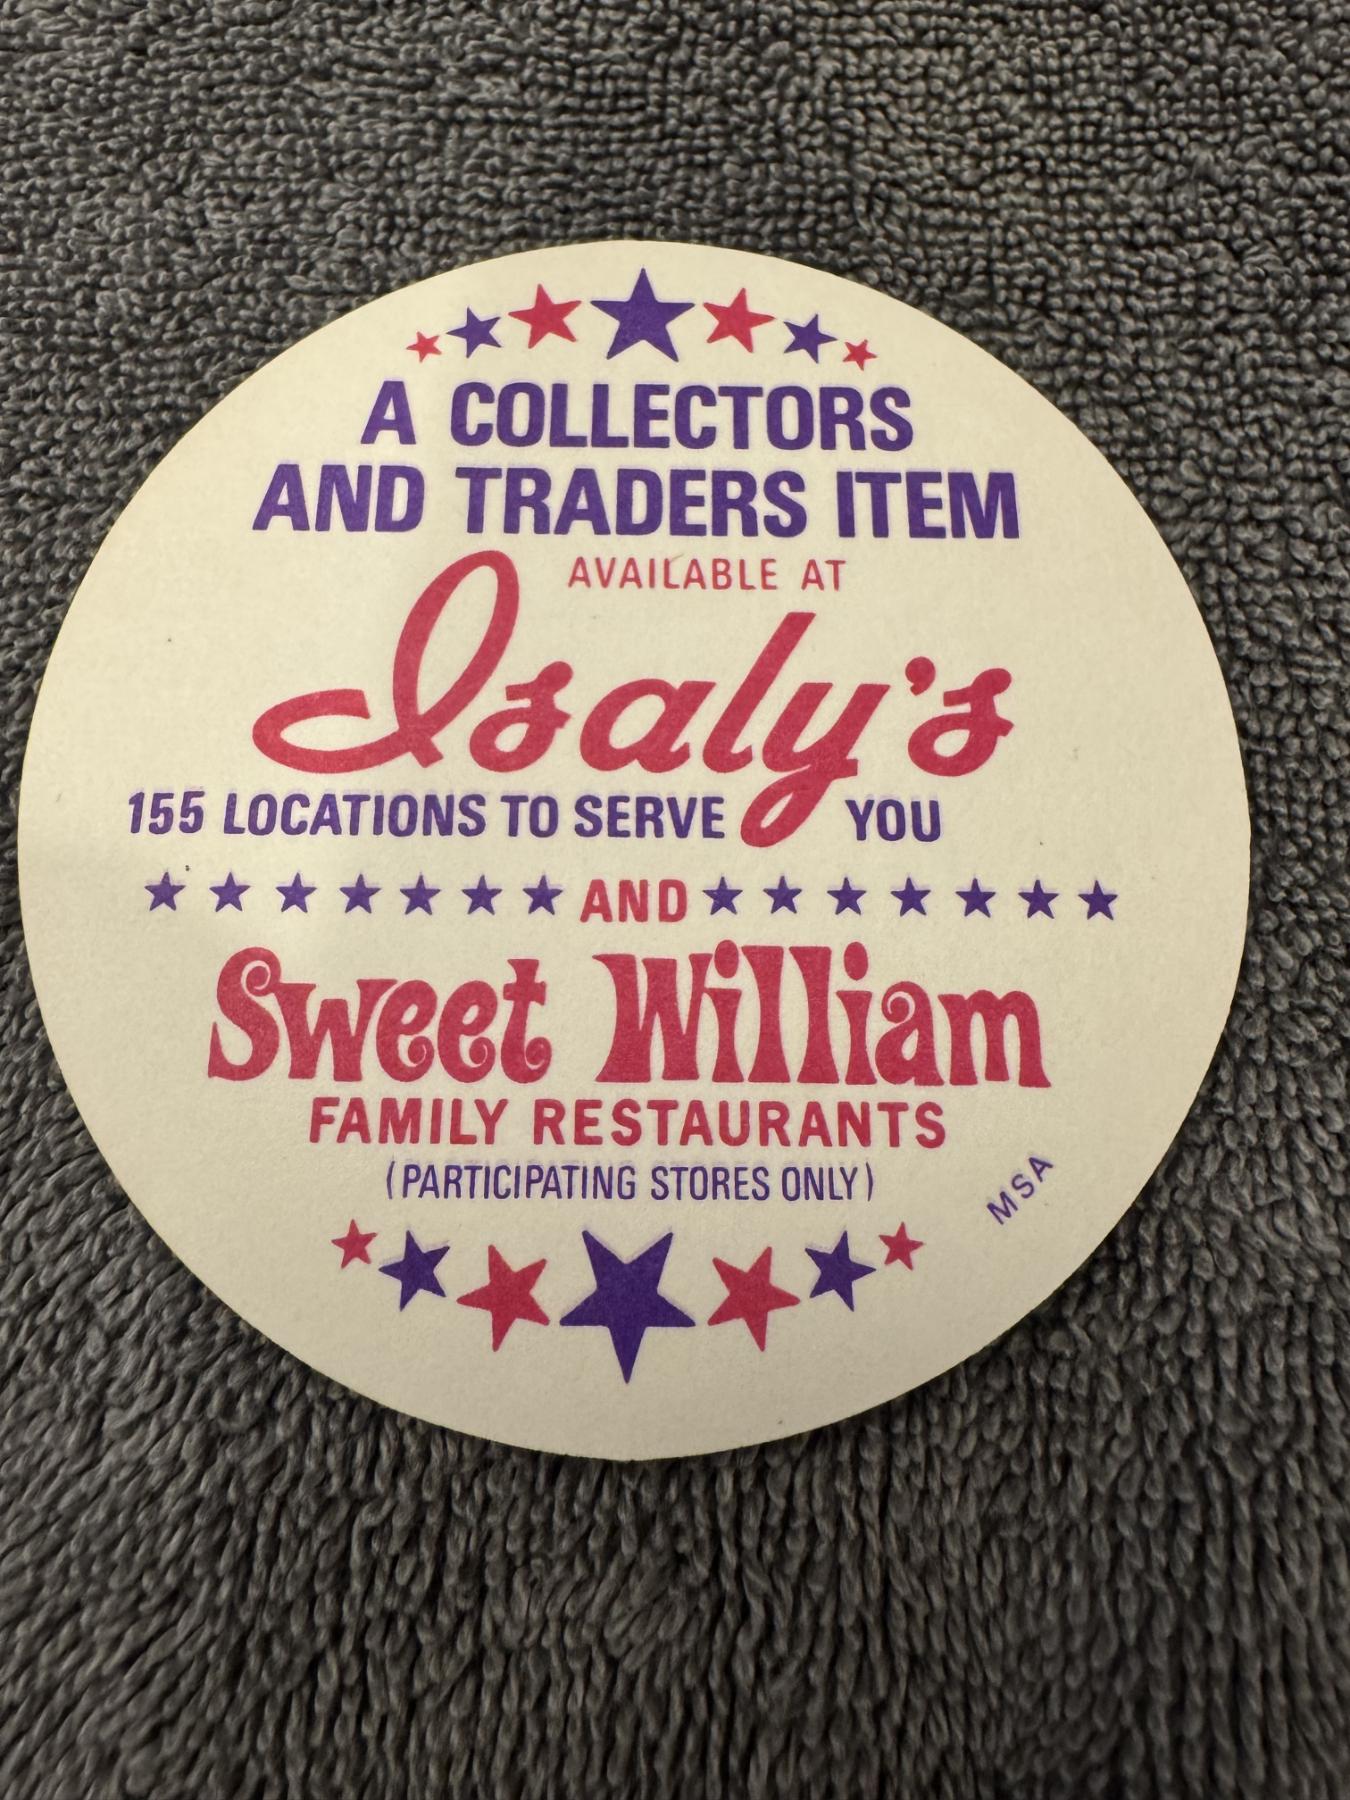 A COLLECTORS
AND TRADERS ITEM
AVAILABLE AT
Isaly's
155 LOCATIONS TO SERVE YOU
AND
Sweet William
FAMILY RESTAURANTS
(PARTICIPATING STORES ONLY)
MSA